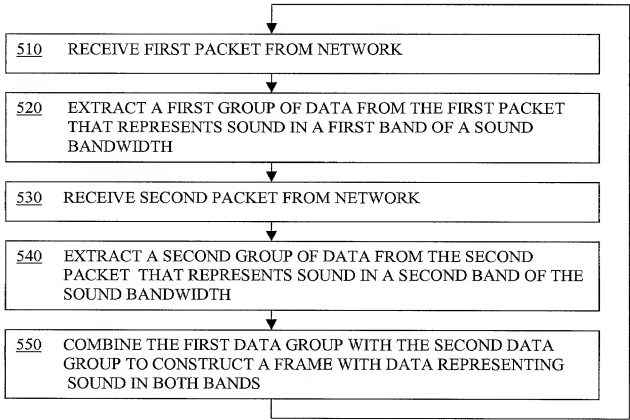 510 RECEIVE FIRST PACKET FROM NETWORK
520 EXTRACT A FIRST GROUP OF DATA FROM THE FIRST PACKET
THAT REPRESENTS SOUND IN A FIRST BAND OF A SOUND
BANDWIDTH
530 RECEIVE SECOND PACKET FROM NETWORK
540 EXTRACT A SECOND GROUP OF DATA FROM THE SECOND
PACKET THAT REPRESENTS SOUND IN A SECOND BAND OF THE
SOUND BANDWIDTH
550 COMBINE THE FIRST DATA GROUP WITH THE SECOND DATA
GROUP TO CONSTRUCT A FRAME WITH DATA REPRESENTING
SOUND IN BOTH BANDS